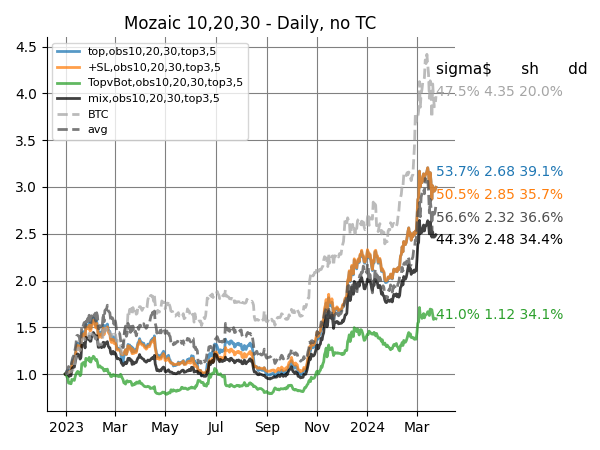 Mozaic 10,20,30 - Daily, no TC
top,obs10,20,30,top3,5
+SL,obs10,20,30,top3,5
TopvBot,obs10,20,30,top3,5
mix,obs10,20,30,top3,5
BTC
avg
sigma$ sh dd
47.5% 4.35 20.0%
53.7% 2.68 39.1%
50.5% 2.85 35.7%
56.6% 2.32 36.6%
44.3% 2.48 34.4%
41.0% 1.12 34.1%
4.5
4.0
3.5
3.0
2.5
2.0
1.5
1.0
2023 Mar May Jul Sep Nov 2024 Mar